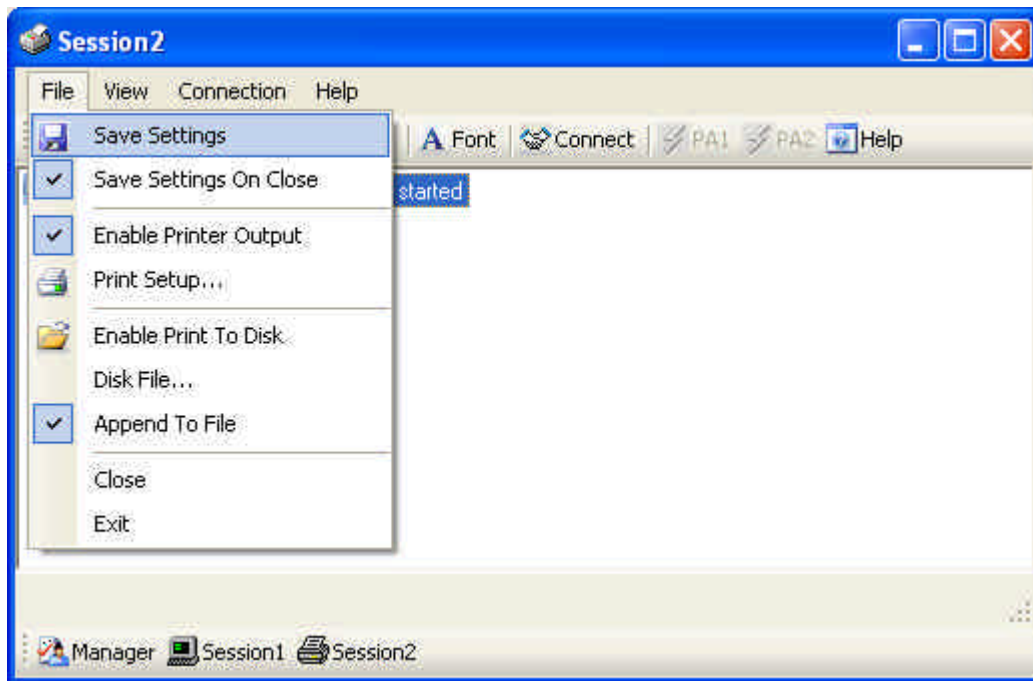 Session2
File View Connection Help
Save Settings
A Font Connect PA1 PA2 Help
Save Settings On Close
started
Enable Printer Output
Print Setup...
Enable Print To Disk
Disk File...
Append To File
Close
Exit
Manager Session1 Session2